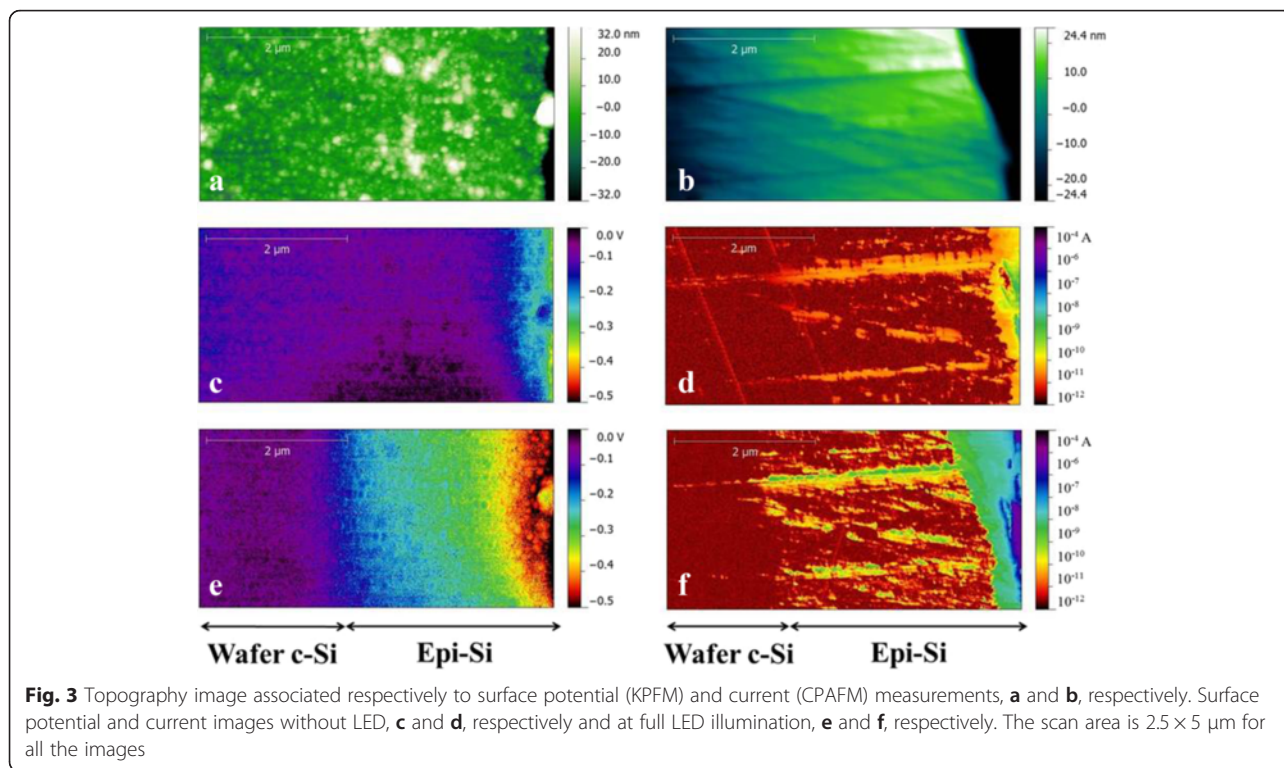 2 µm
32.0 nm
20.0
10.0
−0.0
−10.0
−20.0
−32.0
a
2 µm
24.4 nm
10.0
−0.0
−10.0
−20.0
−24.4
b
2 µm
0.0 V
−0.1
−0.2
−0.3
−0.4
−0.5
c
2 µm
10⁻⁴ A
10⁻⁶
10⁻⁷
10⁻⁸
10⁻⁹
10⁻¹⁰
10⁻¹¹
10⁻¹²
d
2 µm
0.0 V
−0.1
−0.2
−0.3
−0.4
−0.5
e
2 µm
10⁻⁴ A
10⁻⁶
10⁻⁷
10⁻⁸
10⁻⁹
10⁻¹⁰
10⁻¹¹
10⁻¹²
f
Wafer c-Si Epi-Si
Wafer c-Si Epi-Si
Fig. 3 Topography image associated respectively to surface potential (KPFM) and current (CPAFM) measurements, a and b, respectively. Surface
potential and current images without LED, c and d, respectively and at full LED illumination, e and f, respectively. The scan area is 2.5 × 5 µm for
all the images